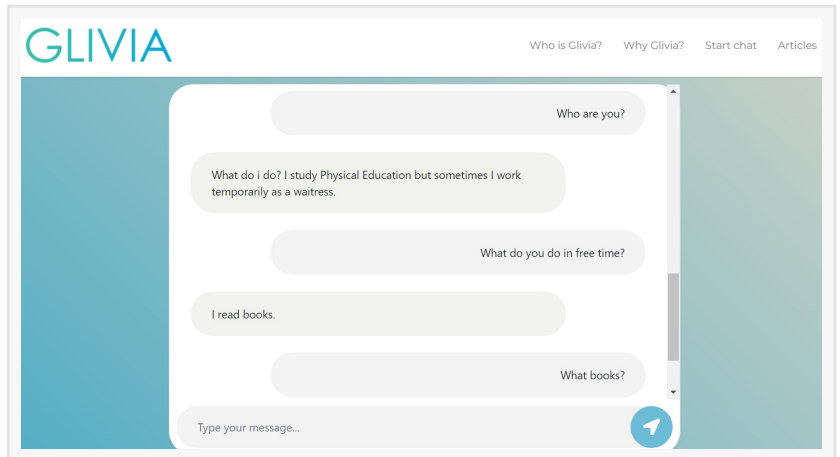 GLIVIA
Who is Glivia? Why Glivia? Start chat Articles
Who are you?
What do i do? I study Physical Education but sometimes I work
temporarily as a waitress.
What do you do in free time?
I read books.
What books?
Type your message...